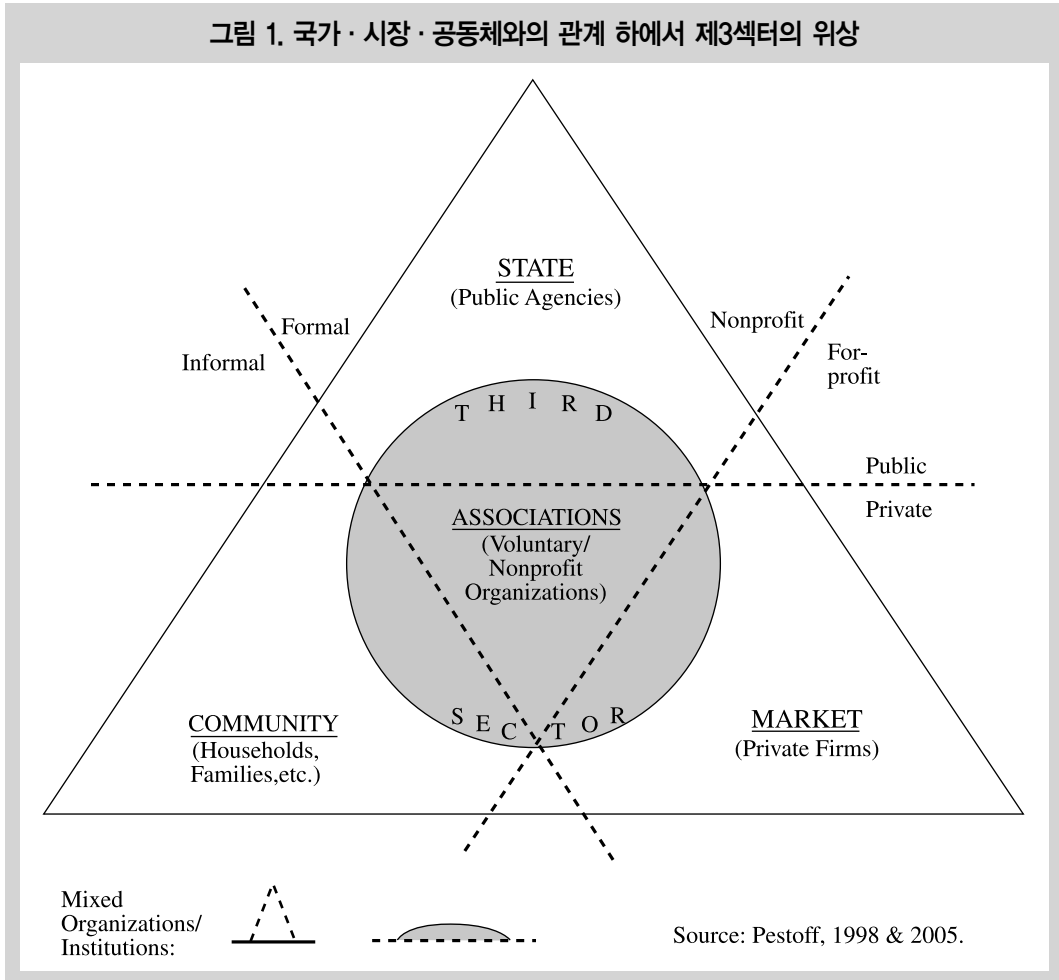 그림 1. 국가 · 시장 · 공동체와의 관계 하에서 제3섹터의 위상
STATE
(Public Agencies)
Formal
Informal
Nonprofit
For-
profit
THIRD
Public
Private
ASSOCIATIONS
(Voluntary/
Nonprofit
Organizations)
SECTOR
COMMUNITY
(Households,
Families,etc.)
MARKET
(Private Firms)
Mixed
Organizations/
Institutions:
Source: Pestoff, 1998 & 2005.